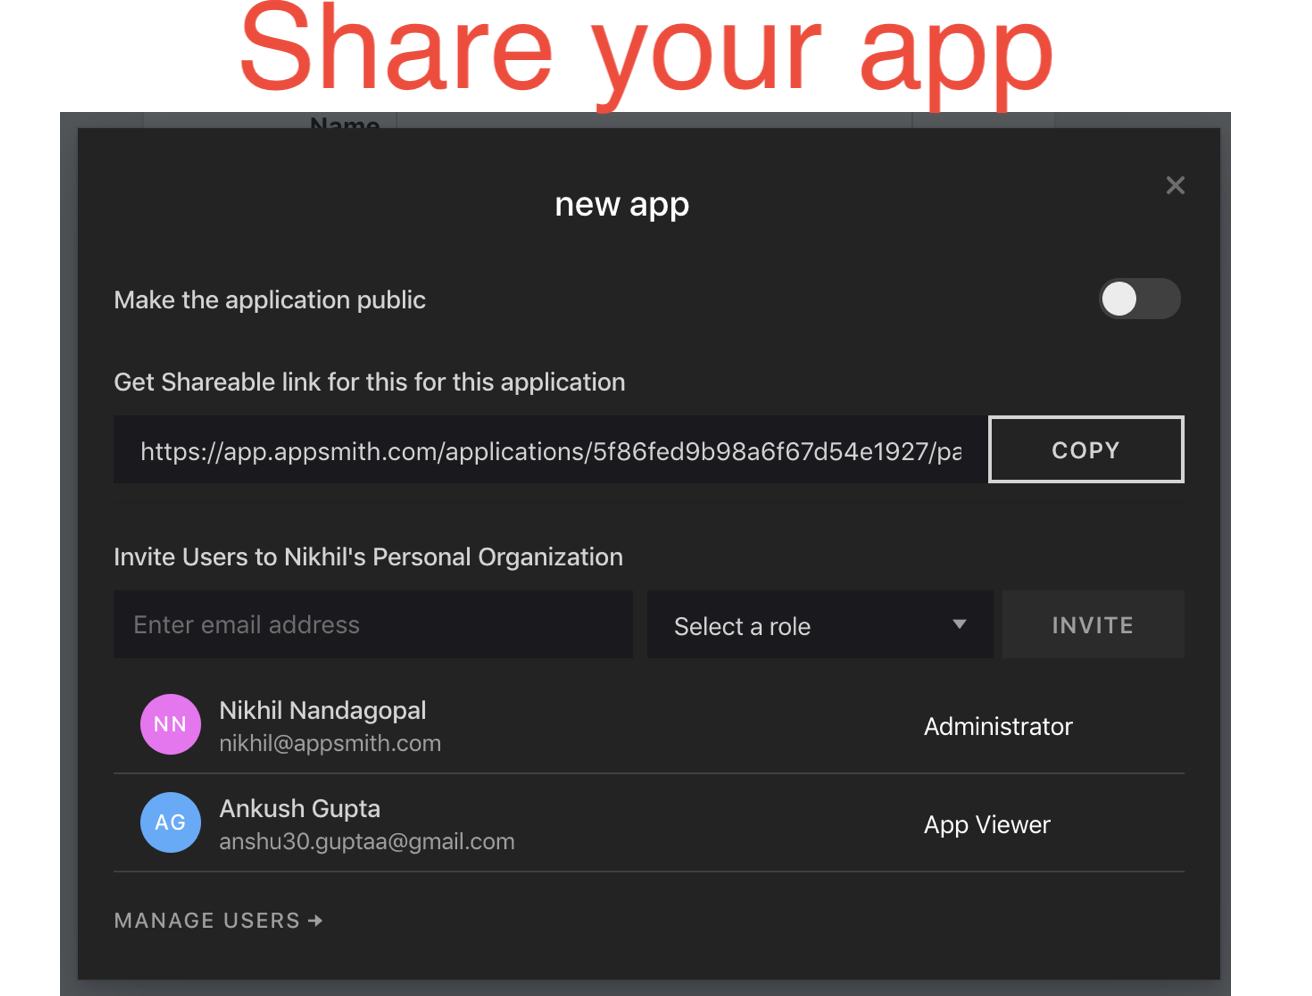 Share your app
Name
new app
Make the application public
Get Shareable link for this for this application
https://app.appsmith.com/applications/5f86fed9b98a6f67d54e1927/pa
COPY
Invite Users to Nikhil's Personal Organization
Enter email address
Select a role
INVITE
NN
Nikhil Nandagopal
nikhil@appsmith.com
Administrator
AG
Ankush Gupta
anshu30.guptaa@gmail.com
App Viewer
MANAGE USERS →